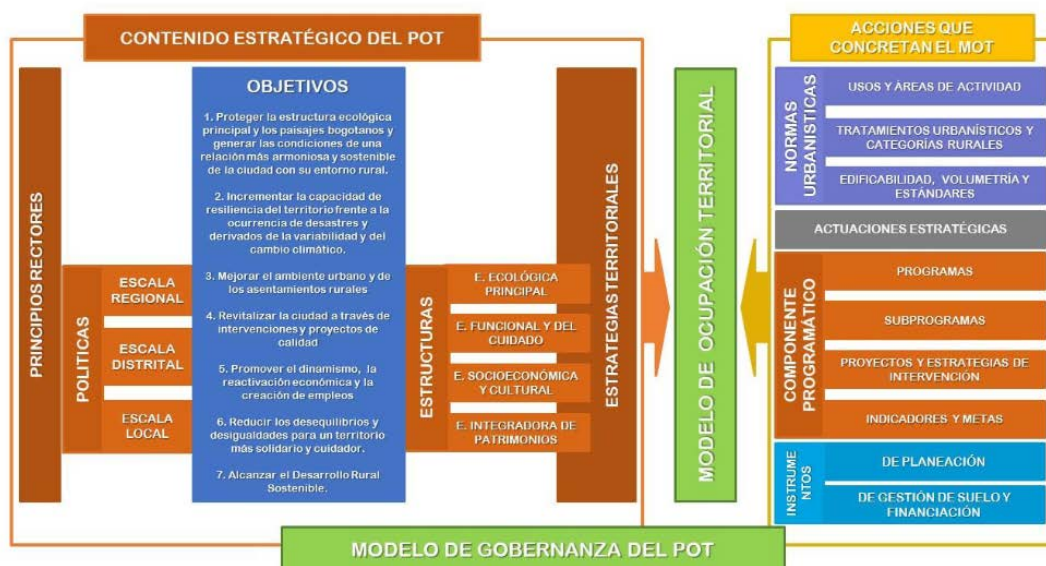 CONTENIDO ESTRATÉGICO DEL POT
PRINCIPIOS RECTORES
POLITICAS
ESCALA
REGIONAL
ESCALA
DISTRITAL
ESCALA
LOCAL
OBJETIVOS
1. Proteger la estructura ecológica
principal y los paisajes bogotanos y
generar las condiciones de una
relación más armoniosa y sostenible
de la ciudad con su entorno rural.
2. Incrementar la capacidad de
resiliencia del territorio frente a la
ocurrencia de desastres y
derivados de la variabilidad y del
cambio climático.
3. Mejorar el ambiente urbano y de
los asentamientos rurales
4. Revitalizar la ciudad a través de
intervenciones y proyectos de
calidad
5. Promover el dinamismo, la
reactivación económica y la
creación de empleos
6. Reducir los desequilibrios y
desigualdades para un territorio
más solidario y cuidador.
7. Alcanzar el Desarrollo Rural
Sostenible.
ESTRUCTURAS
E. ECOLÓGICA
PRINCIPAL
E. FUNCIONAL Y DEL
CUIDADO
E. SOCIOECONÓMICA
Y CULTURAL
E. INTEGRADORA DE
PATRIMONIOS
ESTRATEGIAS TERRITORIALES
MODELO DE OCUPACIÓN TERRITORIAL
ACCIONES QUE
CONCRETAN EL MOT
NORMAS
URBANISTICAS
USOS Y ÁREAS DE ACTIVIDAD
TRATAMIENTOS URBANÍSTICOS Y
CATEGORÍAS RURALES
EDIFICABILIDAD, VOLUMETRÍA Y
ESTÁNDARES
ACTUACIONES ESTRATÉGICAS
COMPONENTE
PROGRAMÁTICO
PROGRAMAS
SUBPROGRAMAS
PROYECTOS Y ESTRATEGIAS DE
INTERVENCIÓN
INDICADORES Y METAS
INSTRUME
NTOS
DE PLANEACIÓN
DE GESTIÓN DE SUELO Y
FINANCIACIÓN
MODELO DE GOBERNANZA DEL POT